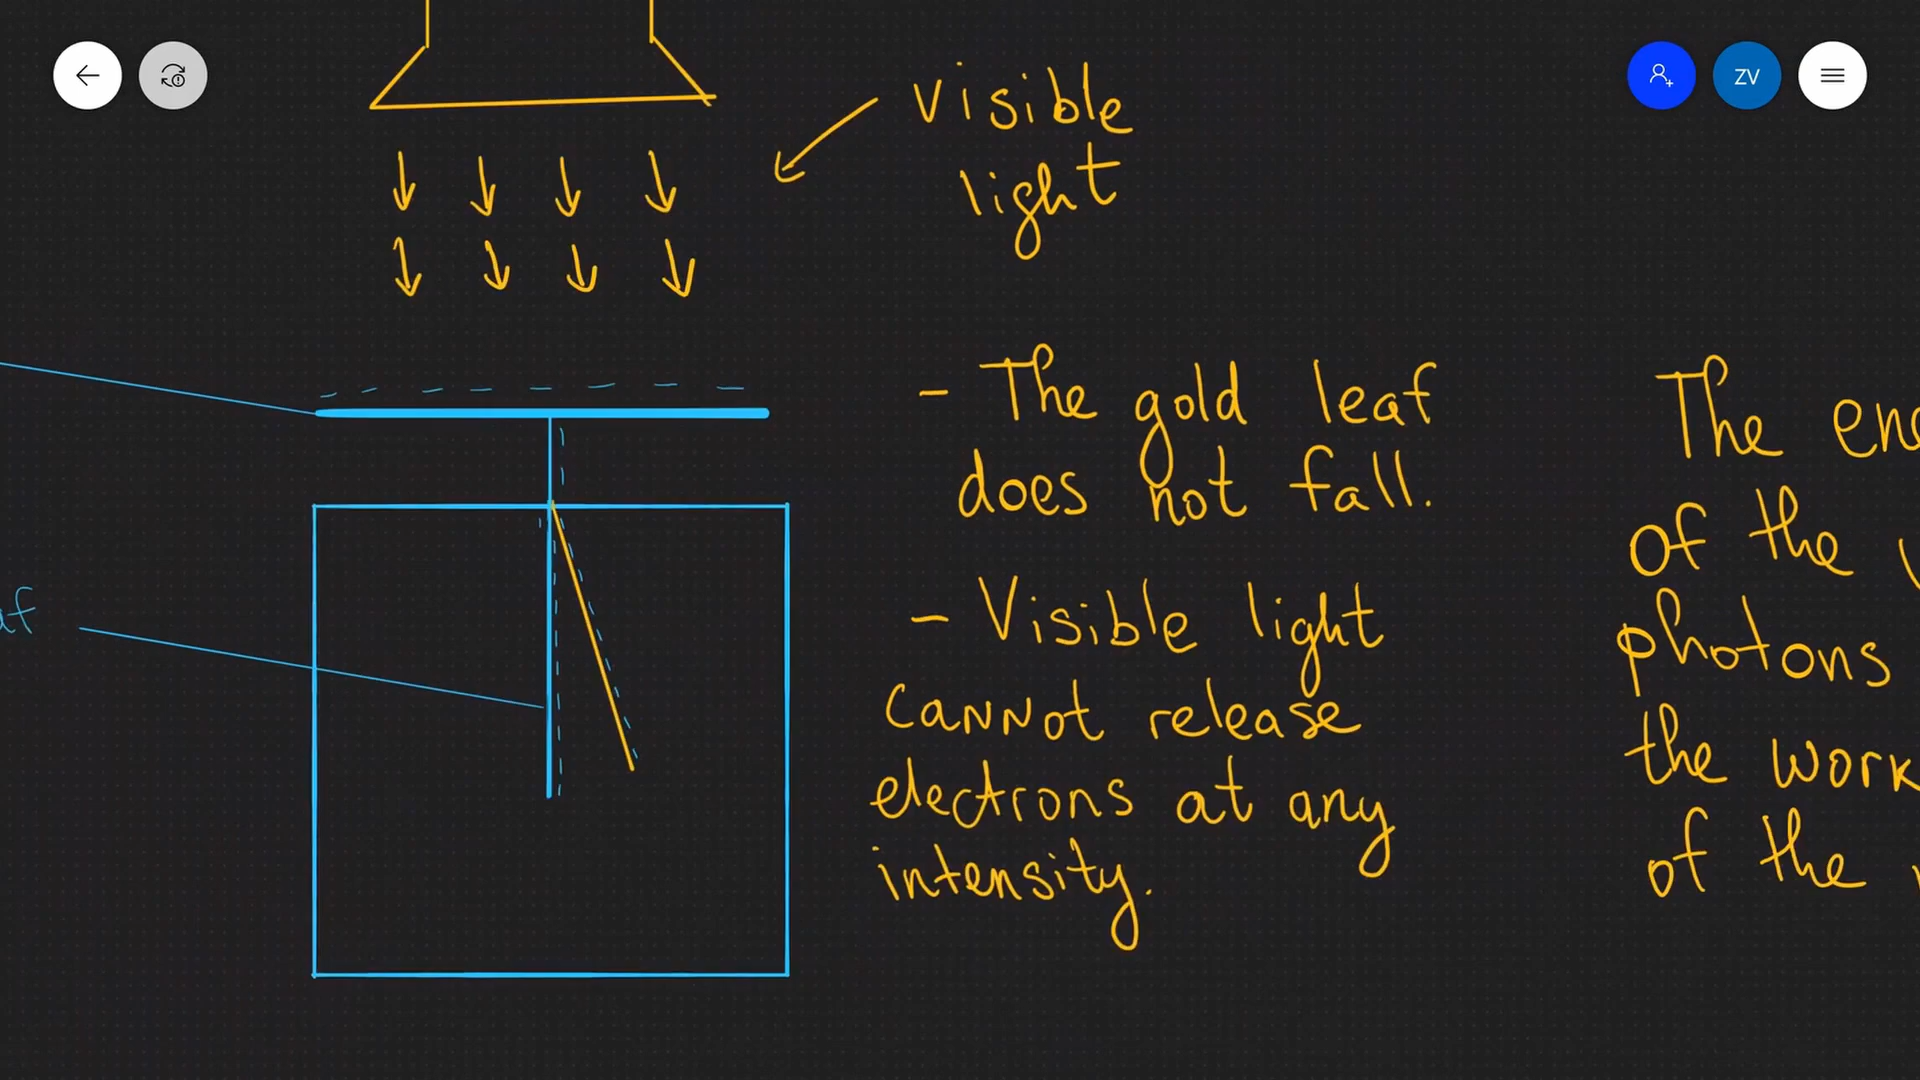 ZV
visible
light
- The gold leaf
does not fall.
- Visible light
cannot release
electrons at any
intensity.
The
of the
photons
the work
of the